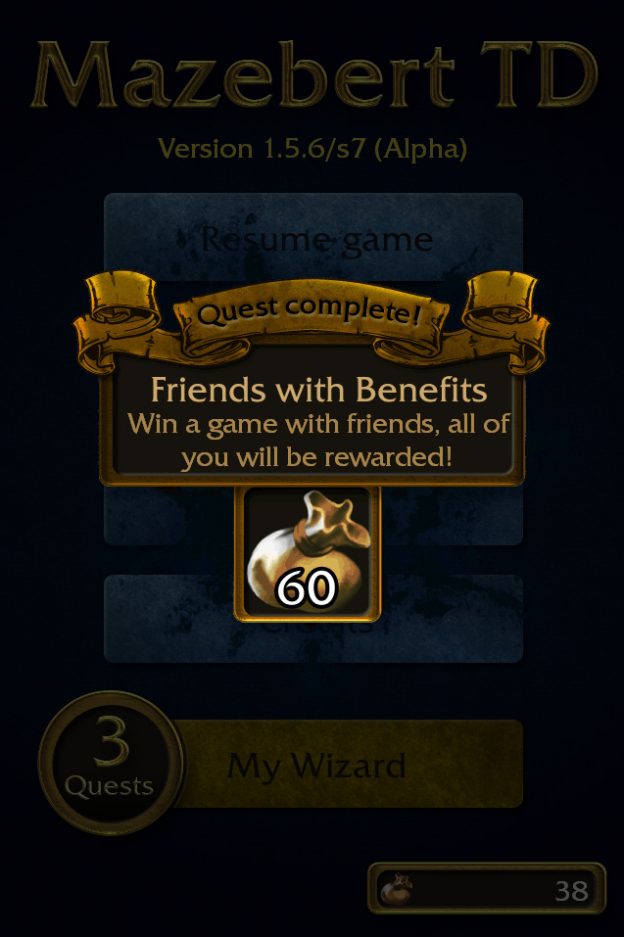 Mazebert TD
Version 1.5.6/s7 (Alpha)
Resume game
Quest complete!
Friends with Benefits
Win a game with friends, all of
you will be rewarded!
60
Credits
3
Quests
My Wizard
38